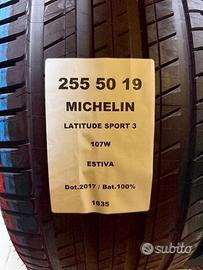 255 50 19
MICHELIN
LATITUDE SPORT 3
107W
ESTIVA
Dot.2017 / Bat.100%
1635
subito